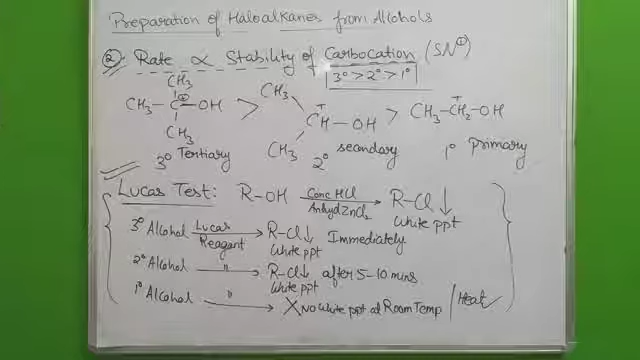 Preparation of Haloalkanes from Alcohols
② Rate ∝ Stability of Carbocation (SN①)
3° > 2° > 1°
CH₃
CH₃–C⊕–OH > CH₃ + CH–OH > CH₃–CH₂–OH +
CH₃ CH₃
3° Tertiary 2° secondary 1° Primary
Lucas Test: R–OH Conc HCl → R–Cl↓
Anhyd ZnCl₂ White ppt
3° Alcohol Lucas Reagant → R–Cl↓ Immediately
White ppt
2° Alcohol " → R–Cl↓ after 5-10 mins
White ppt
1° Alcohol " → X No White ppt at Room Temp / Heat